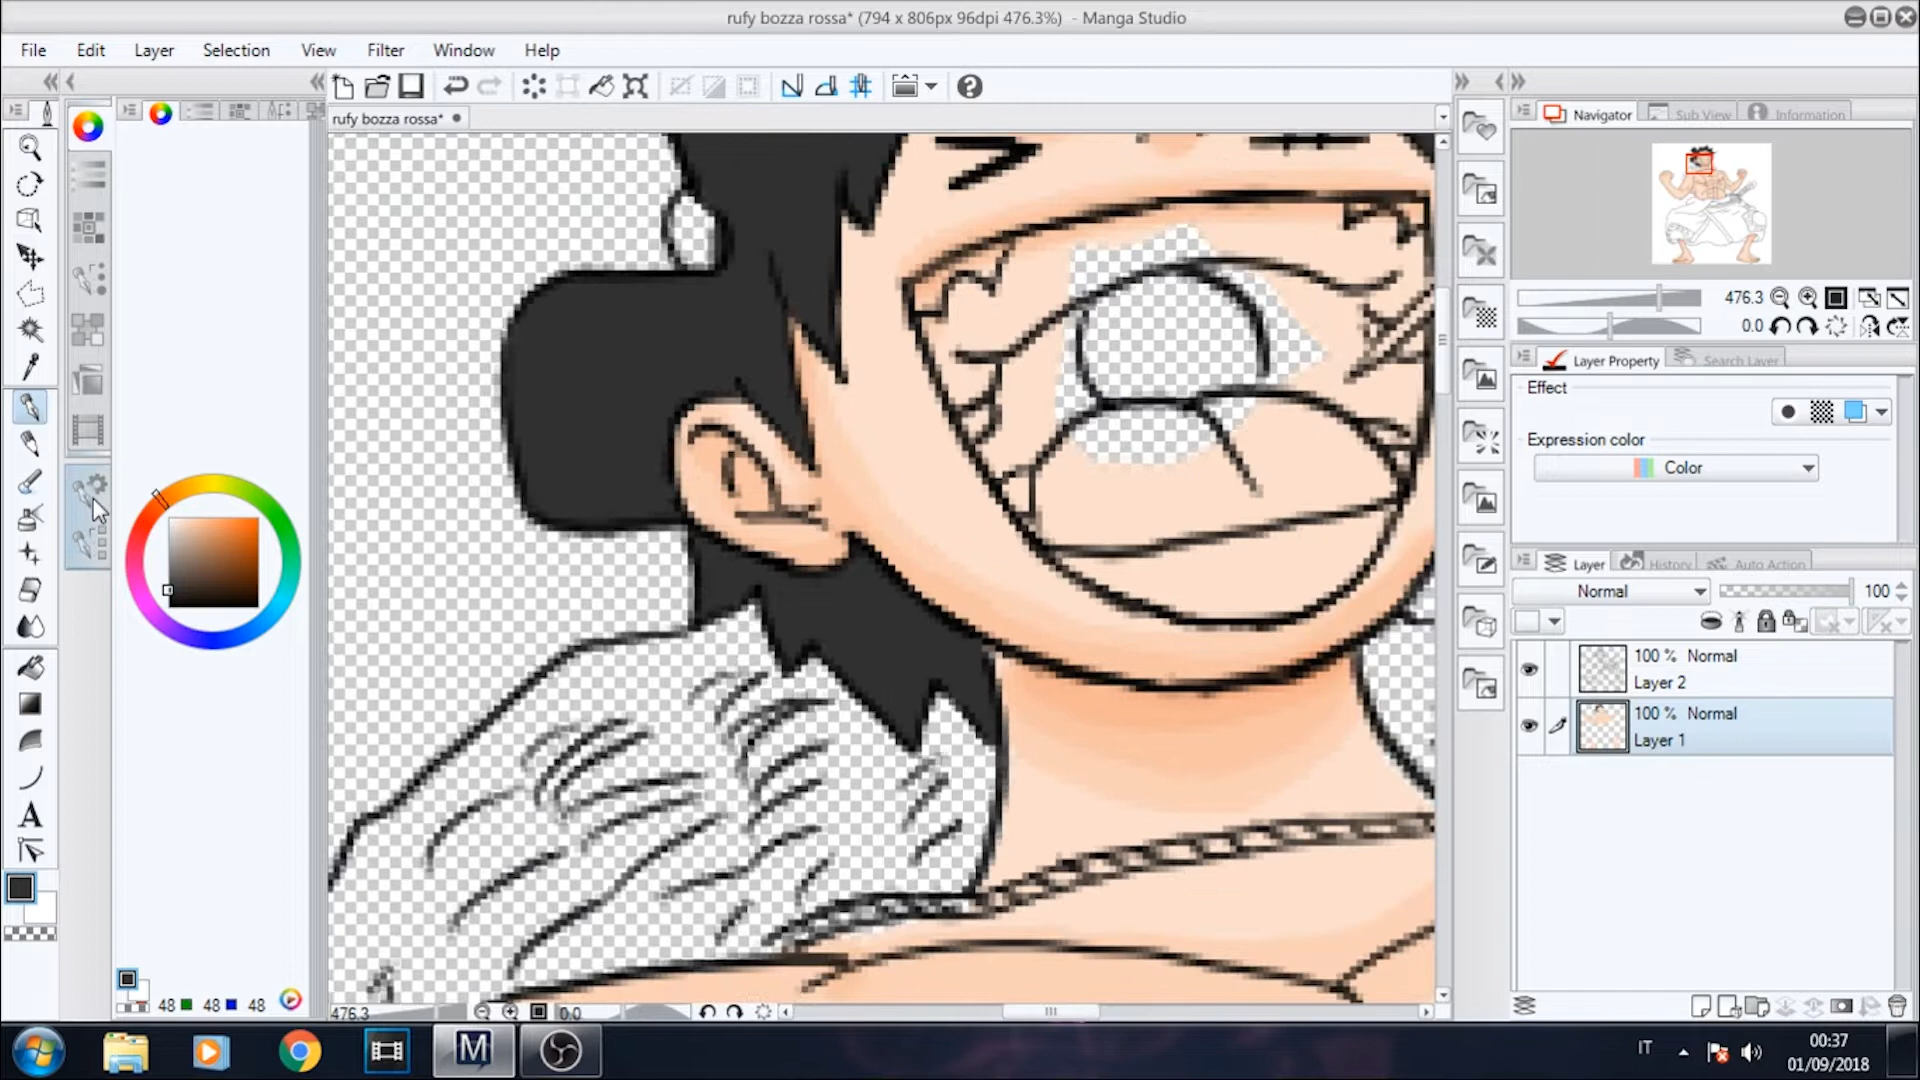 rufy bozza rossa* (794 x 806px 96dpi 476.3%) - Manga Studio
File Edit Layer Selection View Filter Window Help
rufy bozza rossa*
Navigator Sub View Information
476.3
0.0
Layer Property Search Layer
Effect
Expression color
Color
Layer History Auto Action
Normal 100
100 % Normal
Layer 2
100 % Normal
Layer 1
A
48 48 48
476.3 0.0
M
IT
00:37
01/09/2018